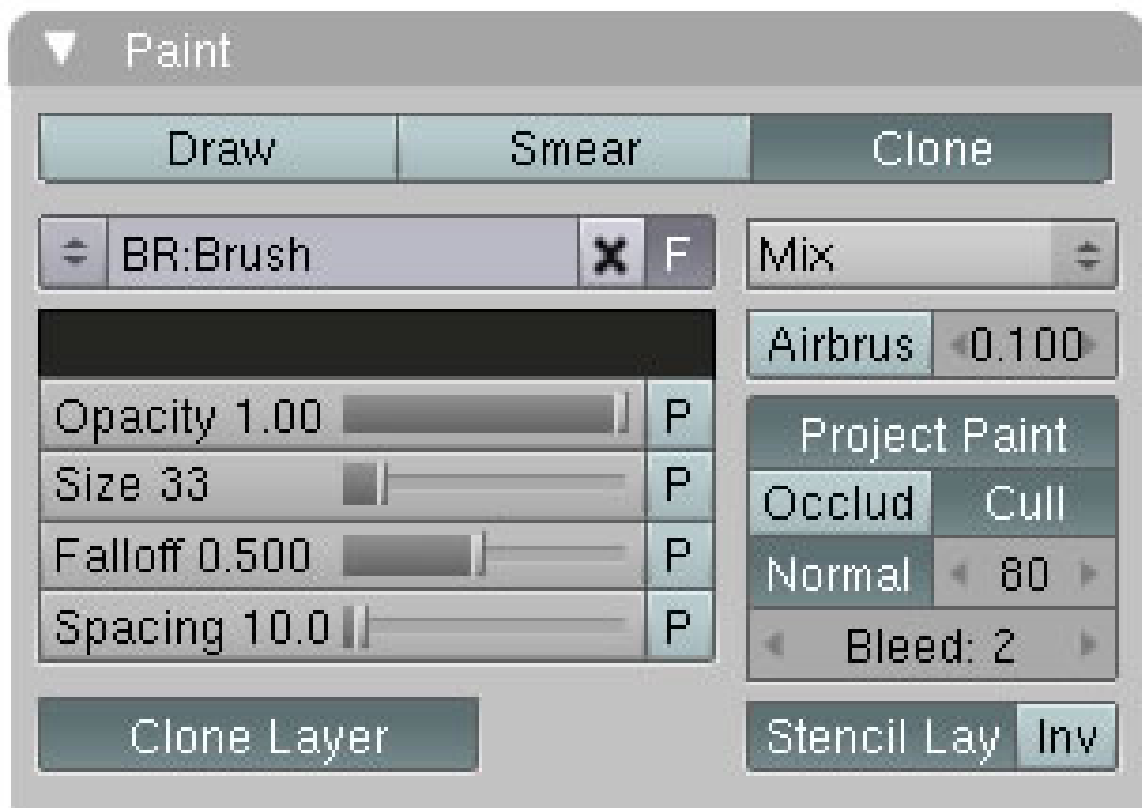 Paint
Draw Smear Clone
BR:Brush F Mix
Airbrus 0.100
Opacity 1.00 P Project Paint
Size 33 P Occlud Cull
Falloff 0.500 P Normal 80
Spacing 10.0 P Bleed: 2
Clone Layer Stencil Lay Inv